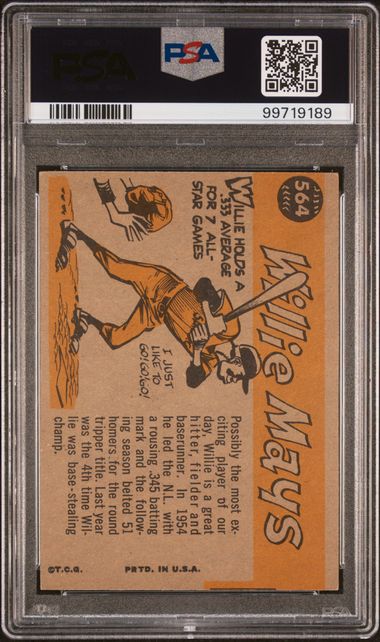 PSA
PSA
99719189
564
Willie Mays
WILLIE HOLDS A
.333 AVERAGE
FOR 7 ALL-
STAR GAMES
I JUST
LIKE TO
GO!GO!GO!
Possibly the most ex-
citing player of our
day, Willie is a great
hitter, fielder and
baserunner. In 1954
he led the N.L. with
a rousing .345 batting
mark and the follow-
ing season belted 51
homers for the round
tripper title. Last year
was the 4th time Wil-
lie was base-stealing
champ.
©T.C.G. PRTD. IN U.S.A.